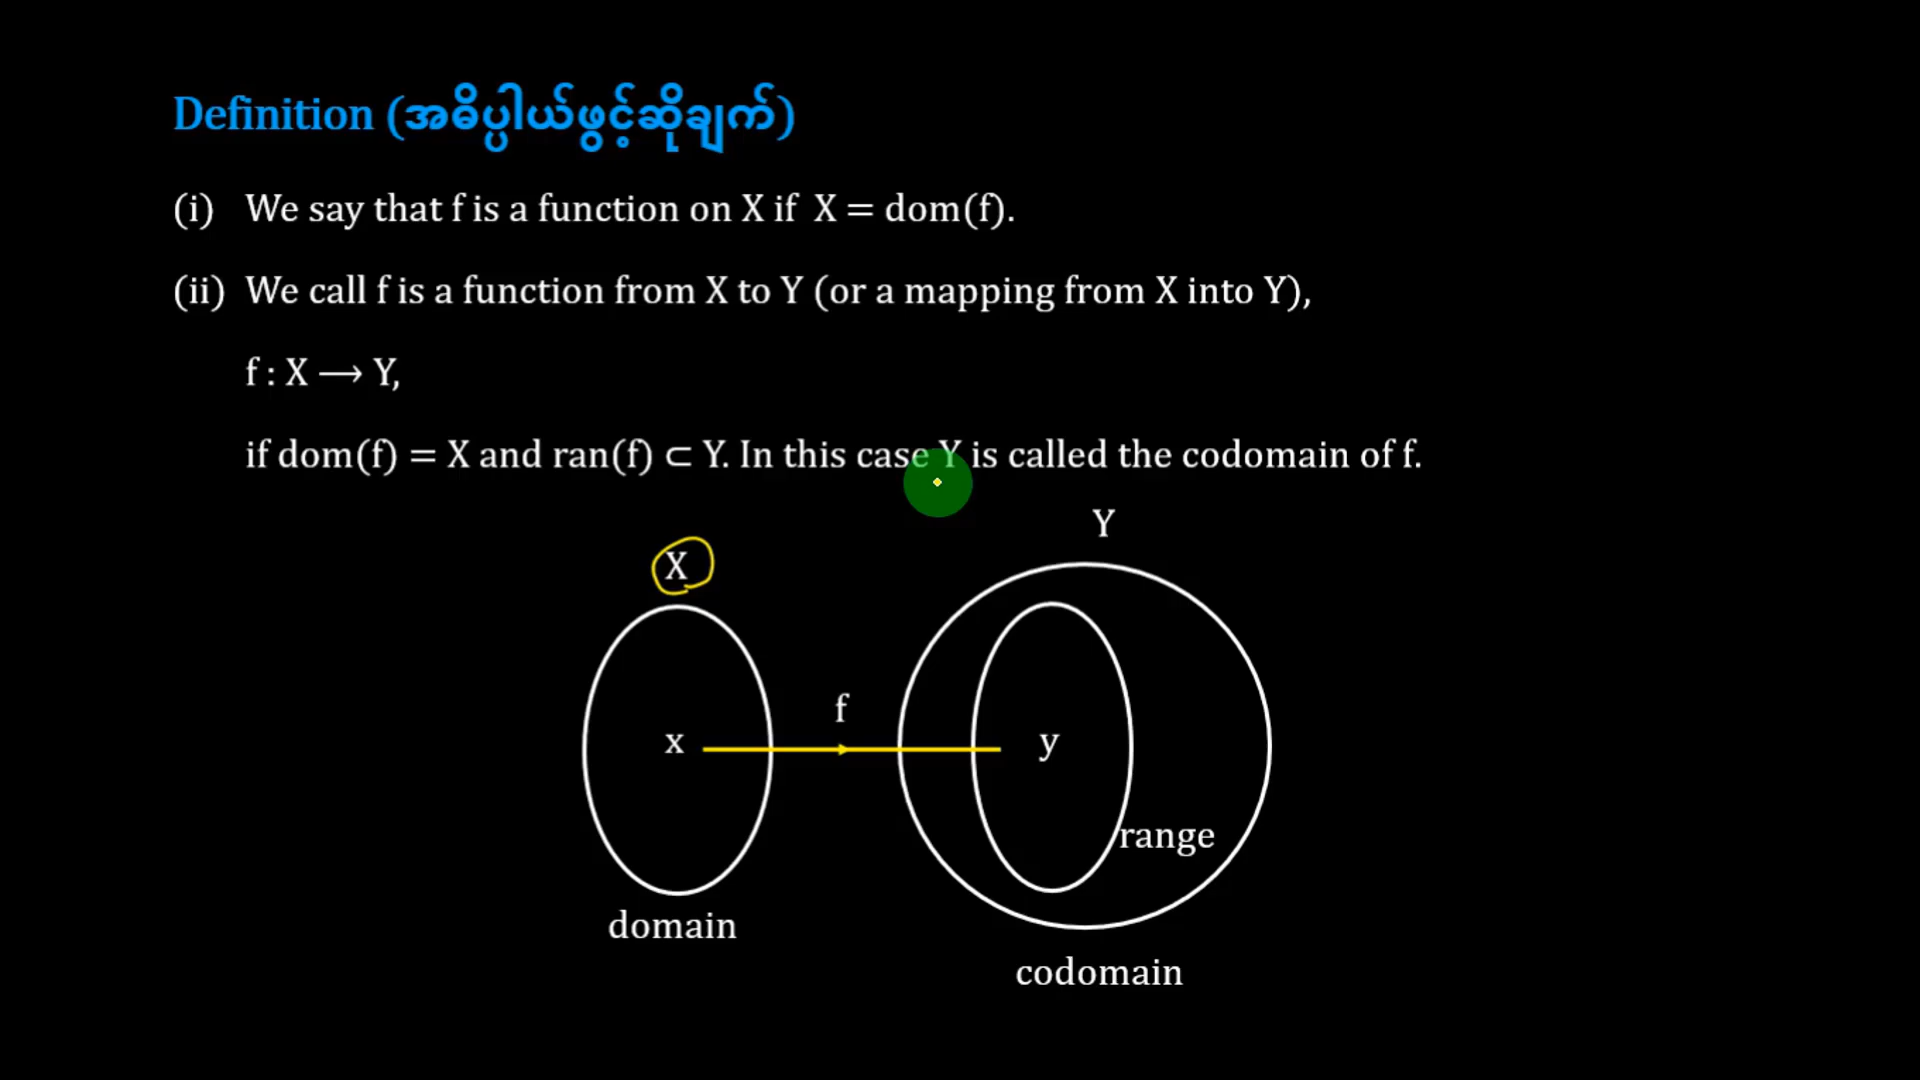 Definition (အဓိပ္ပါယ်ဖွင့်ဆိုချက်)
(i) We say that f is a function on X if X = dom(f).
(ii) We call f is a function from X to Y (or a mapping from X into Y),
f : X ⟶ Y,
if dom(f) = X and ran(f) ⊂ Y. In this case Y is called the codomain of f.
Y
X
f
x
y
range
domain
codomain